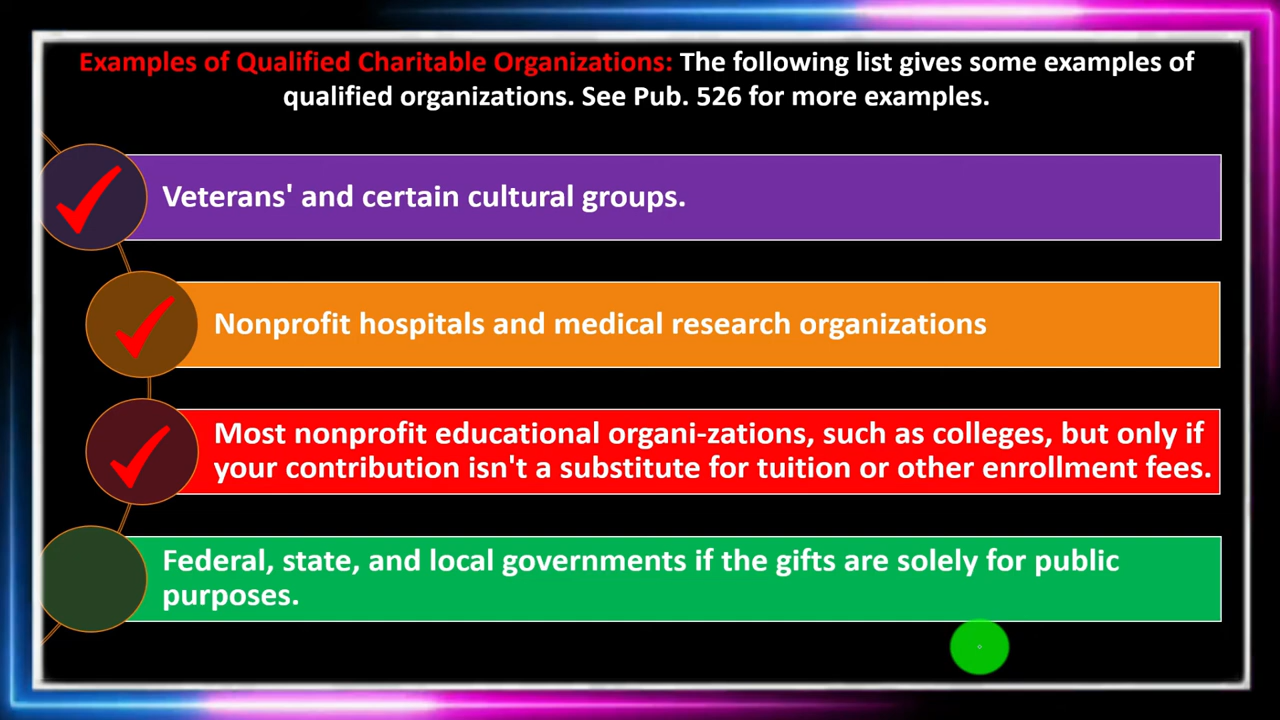 Examples of Qualified Charitable Organizations: The following list gives some examples of
qualified organizations. See Pub. 526 for more examples.
Veterans' and certain cultural groups.
Nonprofit hospitals and medical research organizations
Most nonprofit educational organi-zations, such as colleges, but only if
your contribution isn't a substitute for tuition or other enrollment fees.
Federal, state, and local governments if the gifts are solely for public
purposes.